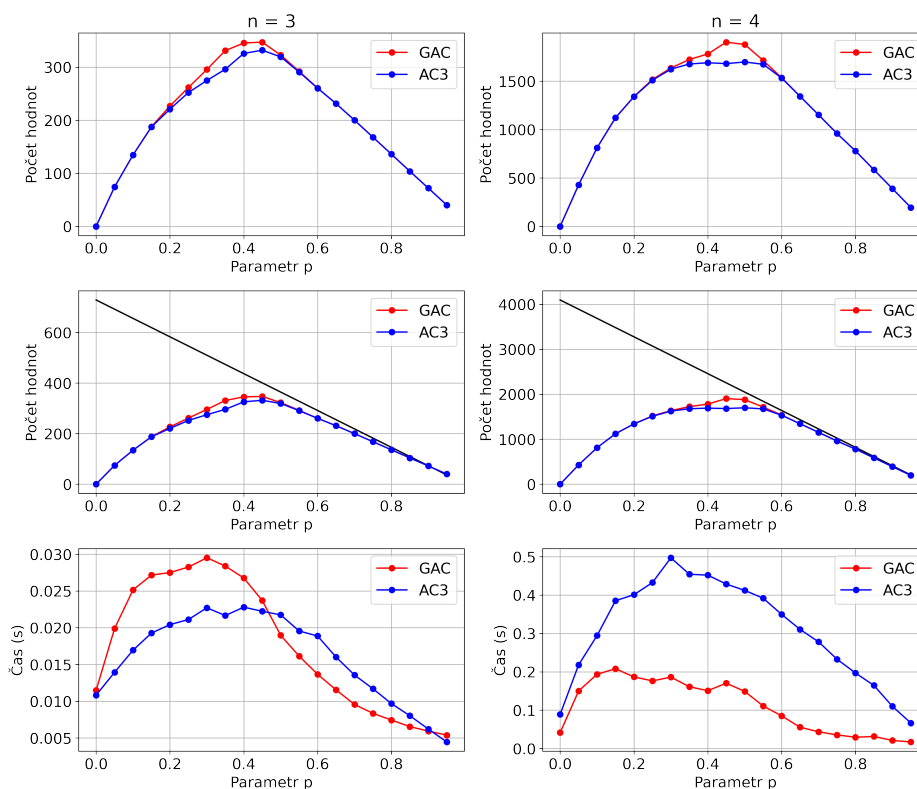 n = 3
Počet hodnot
300
200
100
0
GAC
AC3
0.0 0.2 0.4 0.6 0.8
Parametr p
n = 4
Počet hodnot
1500
1000
500
0
GAC
AC3
0.0 0.2 0.4 0.6 0.8
Parametr p
Počet hodnot
600
400
200
0
GAC
AC3
0.0 0.2 0.4 0.6 0.8
Parametr p
Počet hodnot
4000
3000
2000
1000
0
GAC
AC3
0.0 0.2 0.4 0.6 0.8
Parametr p
Čas (s)
0.030
0.025
0.020
0.015
0.010
0.005
GAC
AC3
0.0 0.2 0.4 0.6 0.8
Parametr p
Čas (s)
0.5
0.4
0.3
0.2
0.1
0.0
GAC
AC3
0.0 0.2 0.4 0.6 0.8
Parametr p